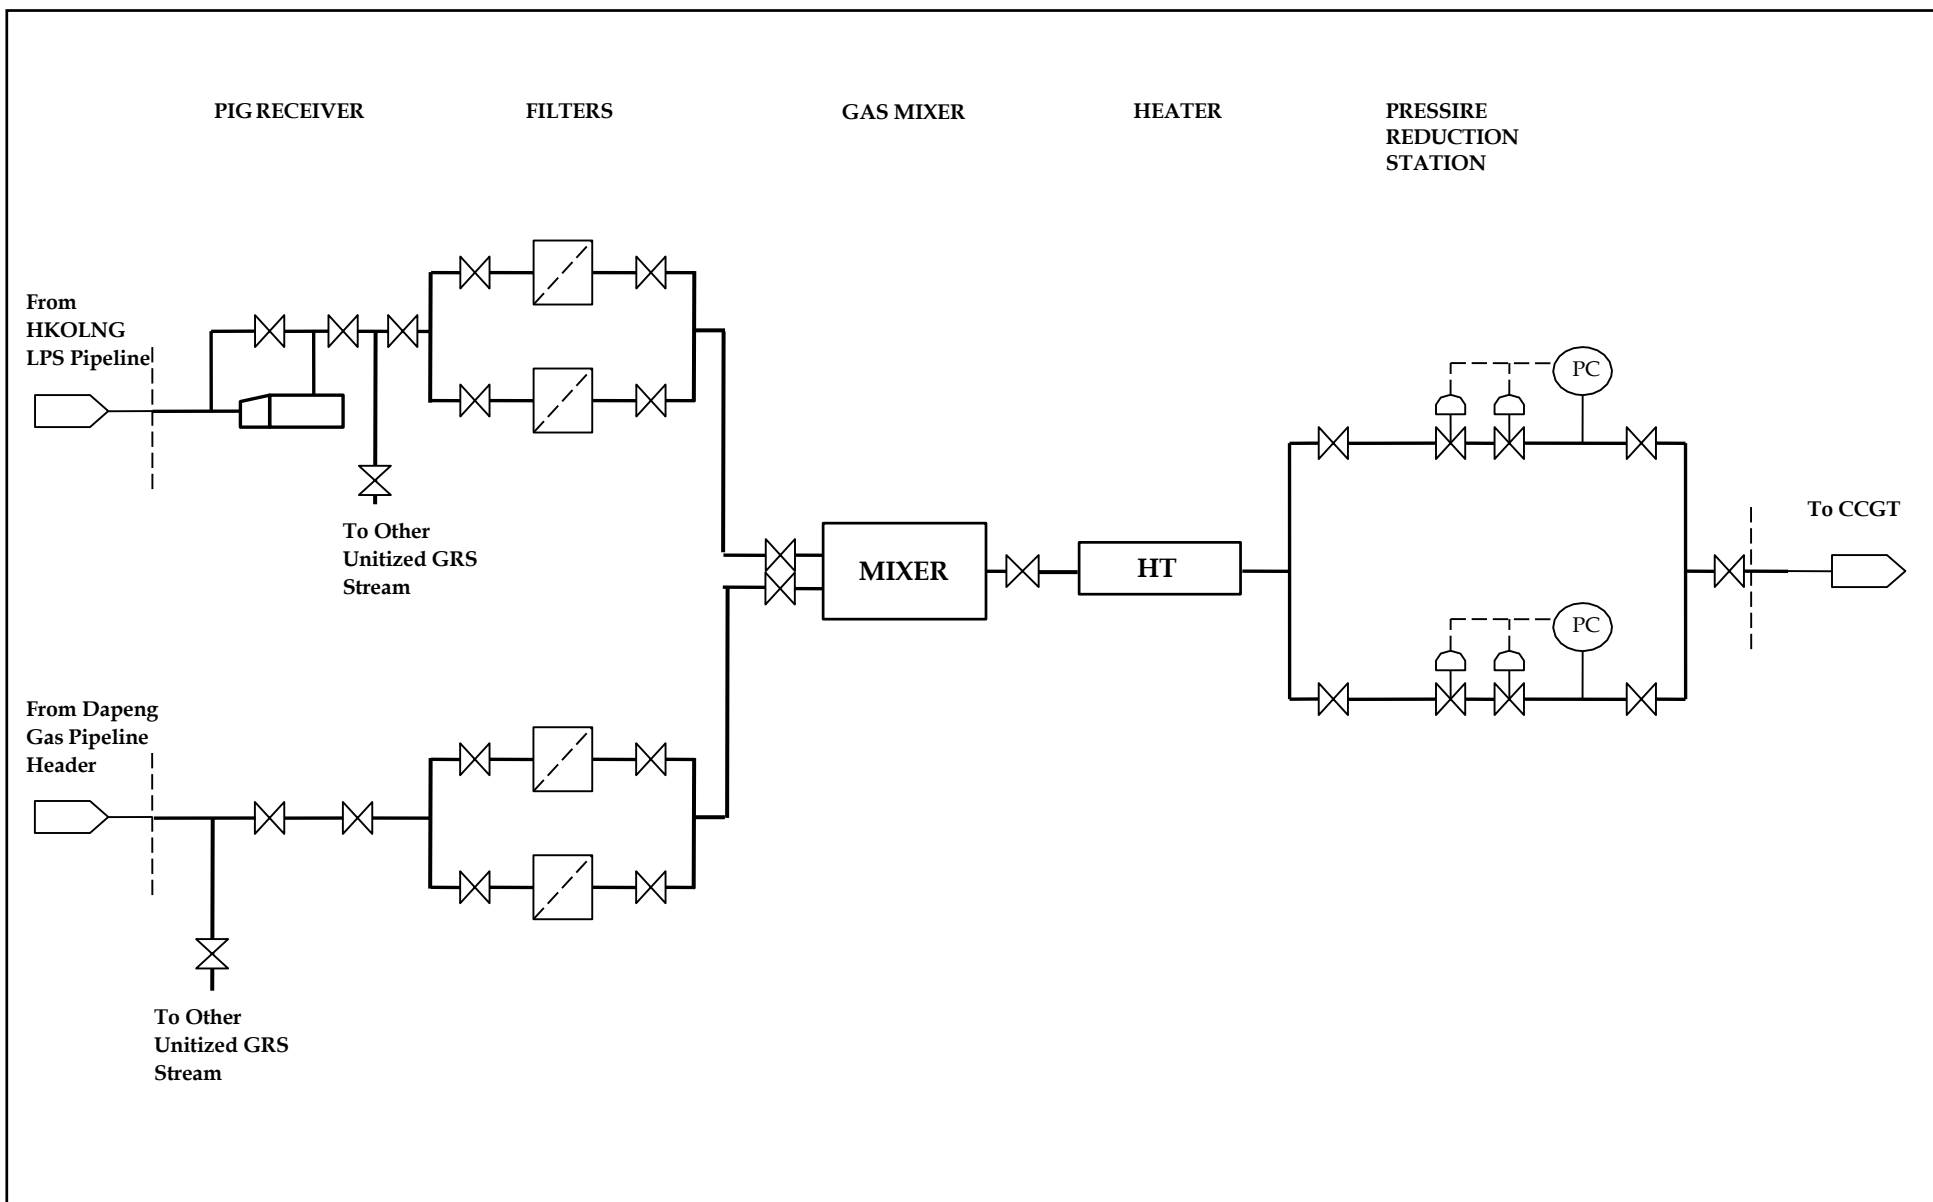 PIG RECEIVER
FILTERS
GAS MIXER
HEATER
PRESSIRE
REDUCTION
STATION
From
HKOLNG
LPS Pipeline
To Other
Unitized GRS
Stream
MIXER
HT
PC
PC
To CCGT
From Dapeng
Gas Pipeline
Header
To Other
Unitized GRS
Stream